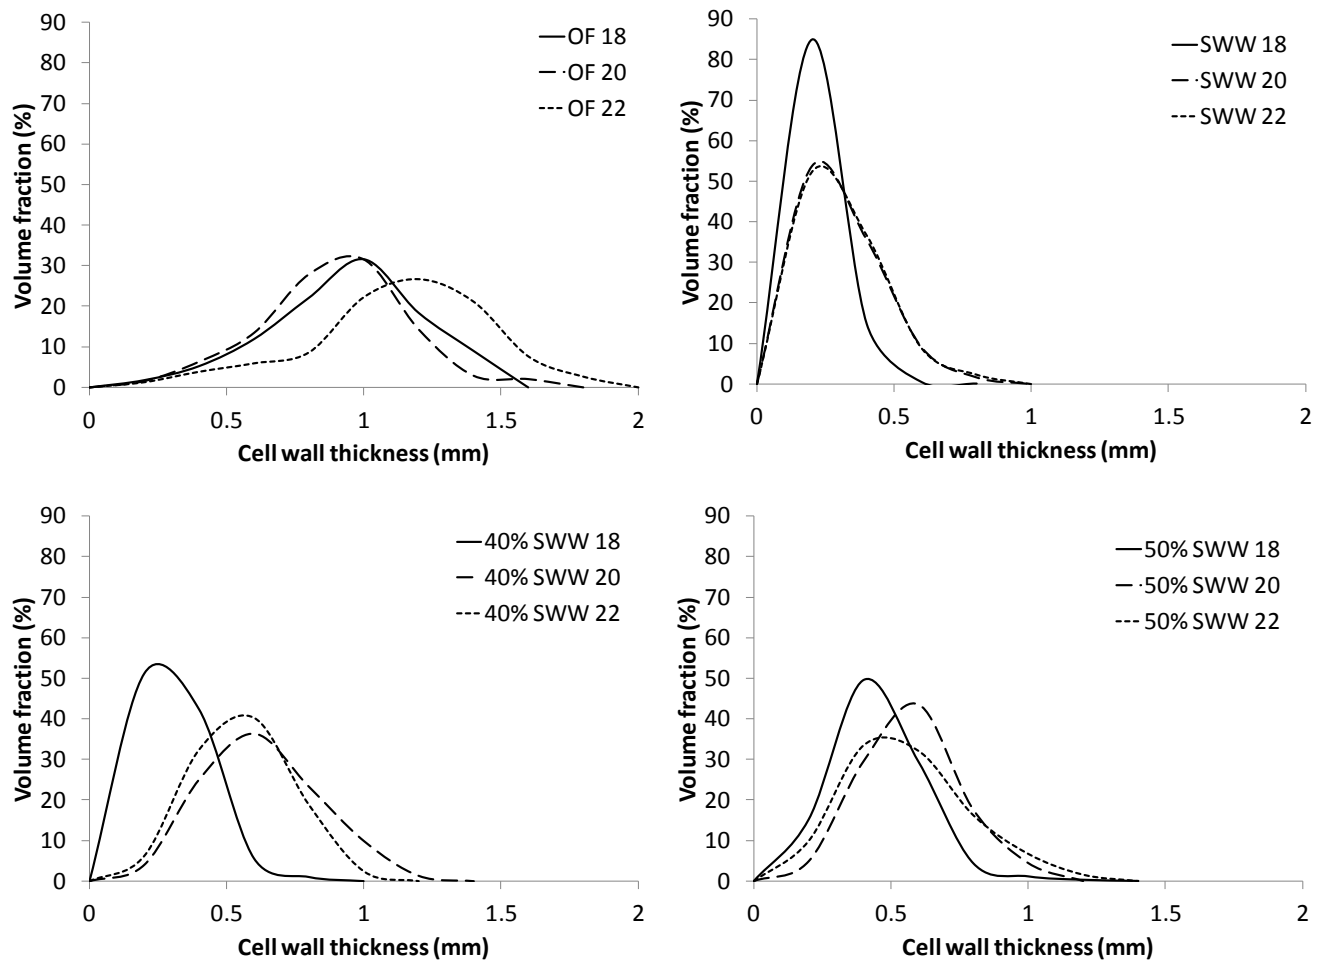 90
80
70
60
50
40
30
20
10
0
Volume fraction (%)
OF 18
OF 20
OF 22
0 0.5 1 1.5 2
Cell wall thickness (mm)
90
80
70
60
50
40
30
20
10
0
Volume fraction (%)
SWW 18
SWW 20
SWW 22
0 0.5 1 1.5 2
Cell wall thickness (mm)
90
80
70
60
50
40
30
20
10
0
Volume fraction (%)
40% SWW 18
40% SWW 20
40% SWW 22
0 0.5 1 1.5 2
Cell wall thickness (mm)
90
80
70
60
50
40
30
20
10
0
Volume fraction (%)
50% SWW 18
50% SWW 20
50% SWW 22
0 0.5 1 1.5 2
Cell wall thickness (mm)